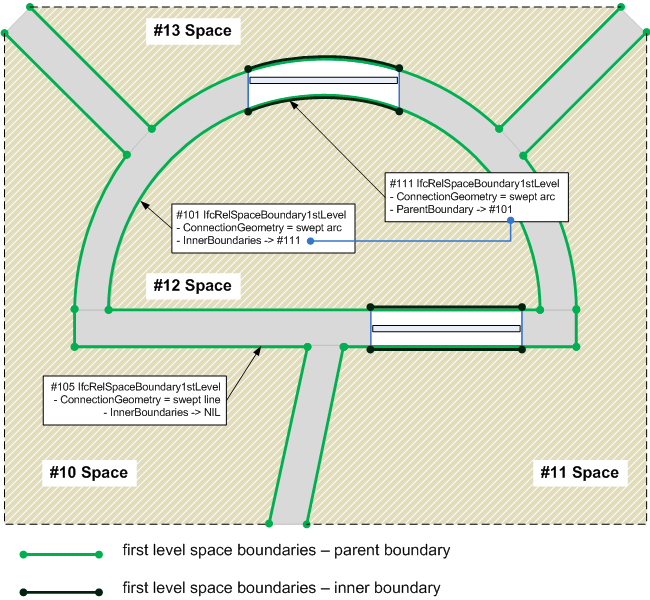 #13 Space
#111 IfcRelSpaceBoundary1stLevel
- ConnectionGeometry = swept arc
- ParentBoundary -> #101
#101 IfcRelSpaceBoundary1stLevel
- ConnectionGeometry = swept arc
- InnerBoundaries -> #111
#12 Space
#105 IfcRelSpaceBoundary1stLevel
- ConnectionGeometry = swept line
- InnerBoundaries -> NIL
#10 Space
#11 Space
first level space boundaries – parent boundary
first level space boundaries – inner boundary